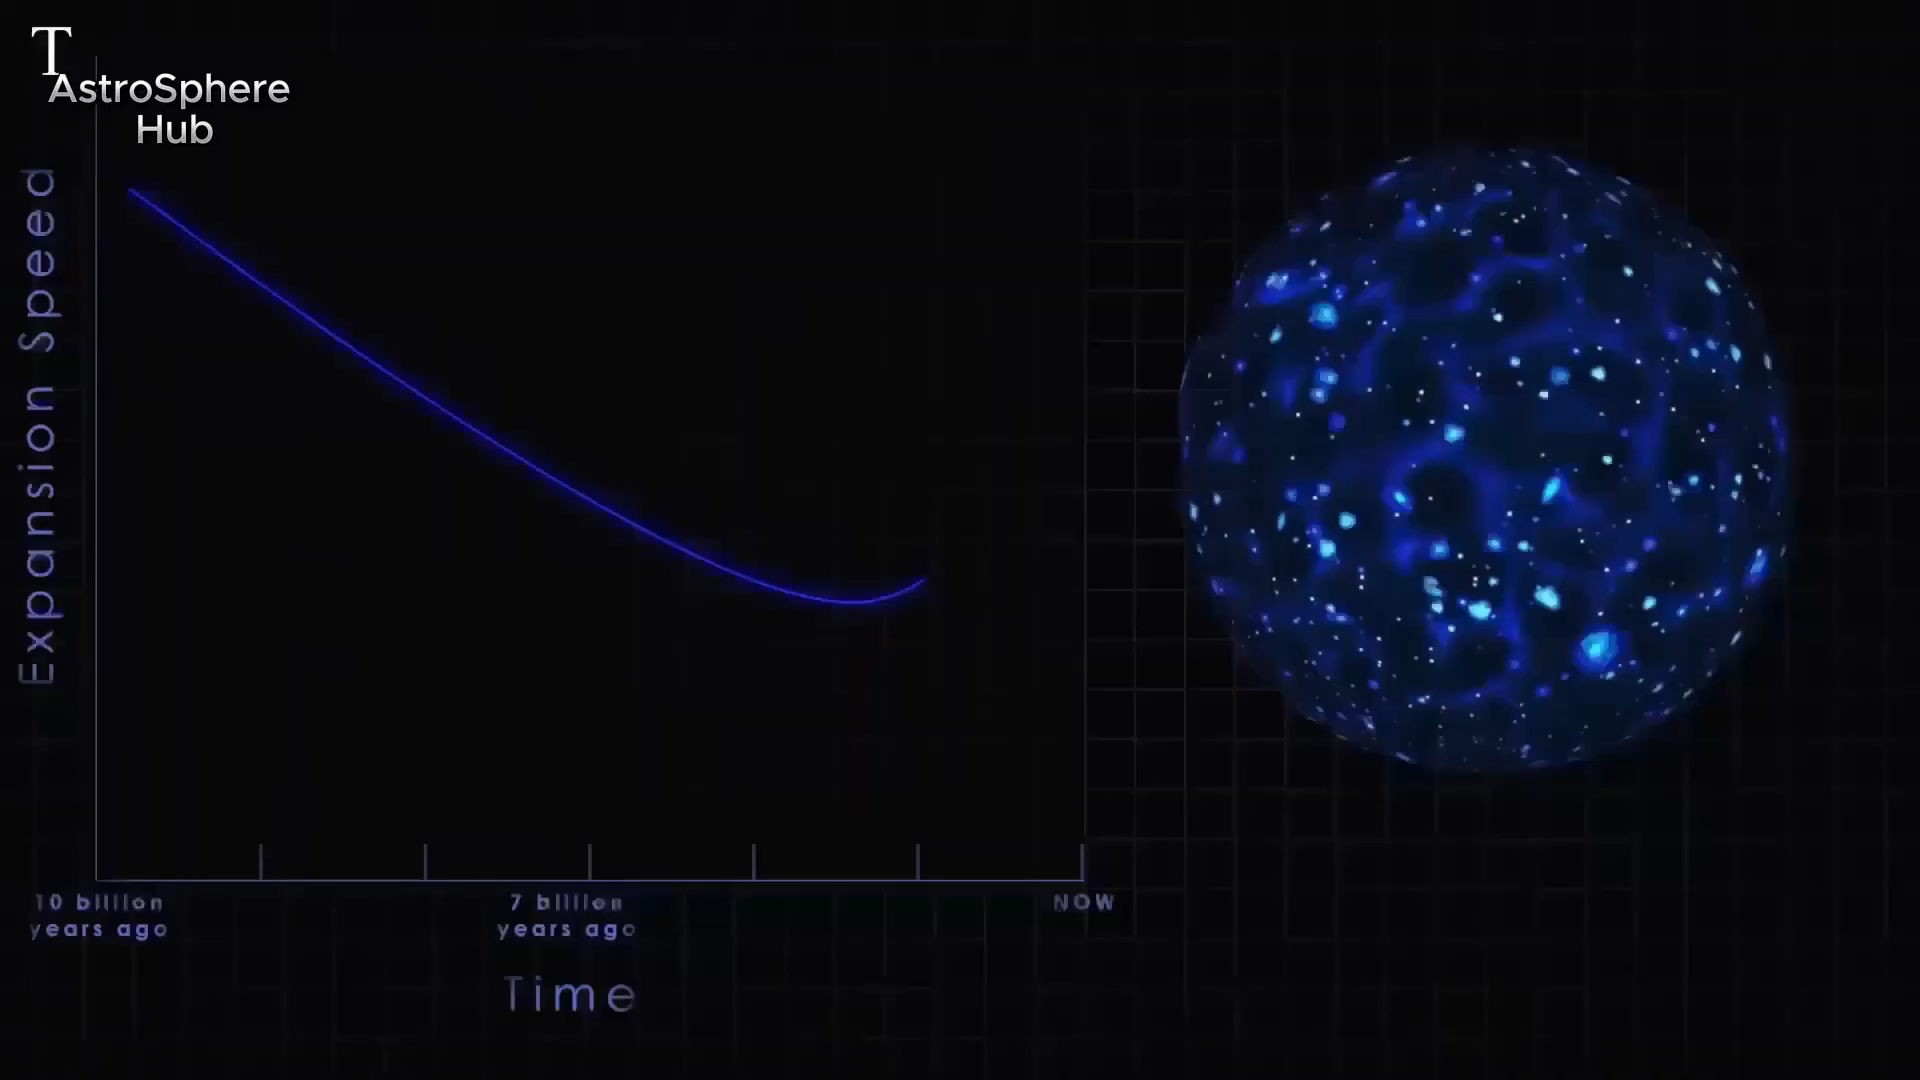 T
AstroSphere
Hub
Expansion Speed
10 billion
years ago
7 billion
years ago
NOW
Time